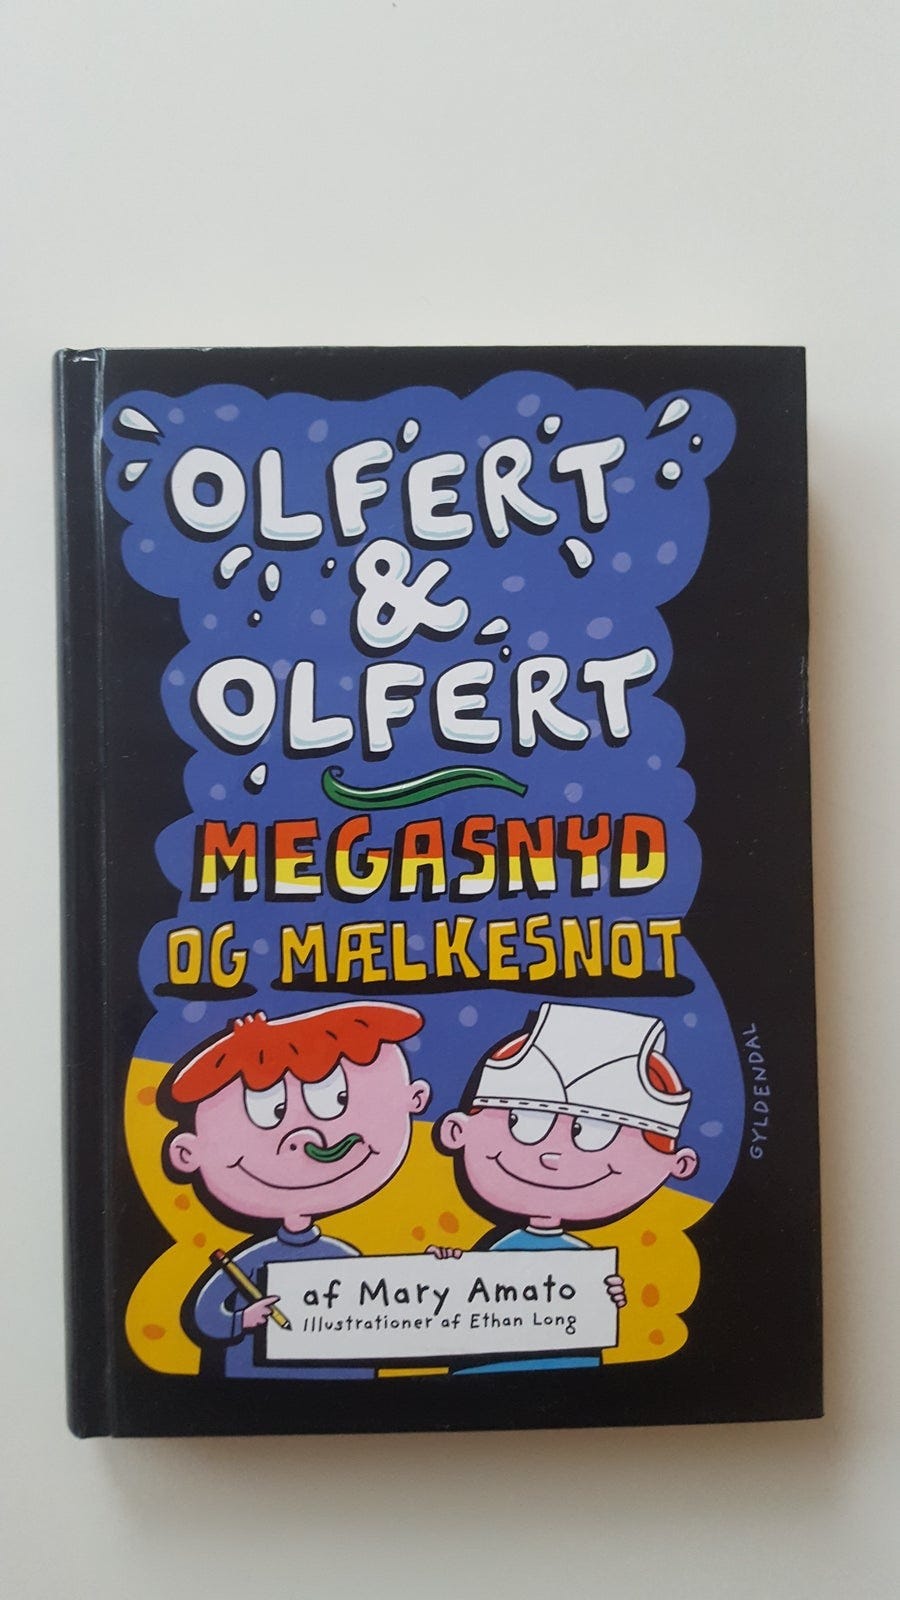 OLFERT
&
OLFERT
MEGASNYD
OG MÆLKESNOT
GYLDENDAL
af Mary Amato
Illustrationer af Ethan Long